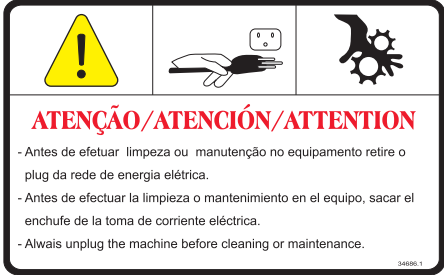 ATENÇÃO/ATENCIÓN/ATTENTION
- Antes de efetuar limpeza ou manutenção no equipamento retire o
plug da rede de energia elétrica.
- Antes de efectuar la limpieza o mantenimiento en el equipo, sacar el
enchufe de la toma de corriente eléctrica.
- Alwais unplug the machine before cleaning or maintenance.
34686.1